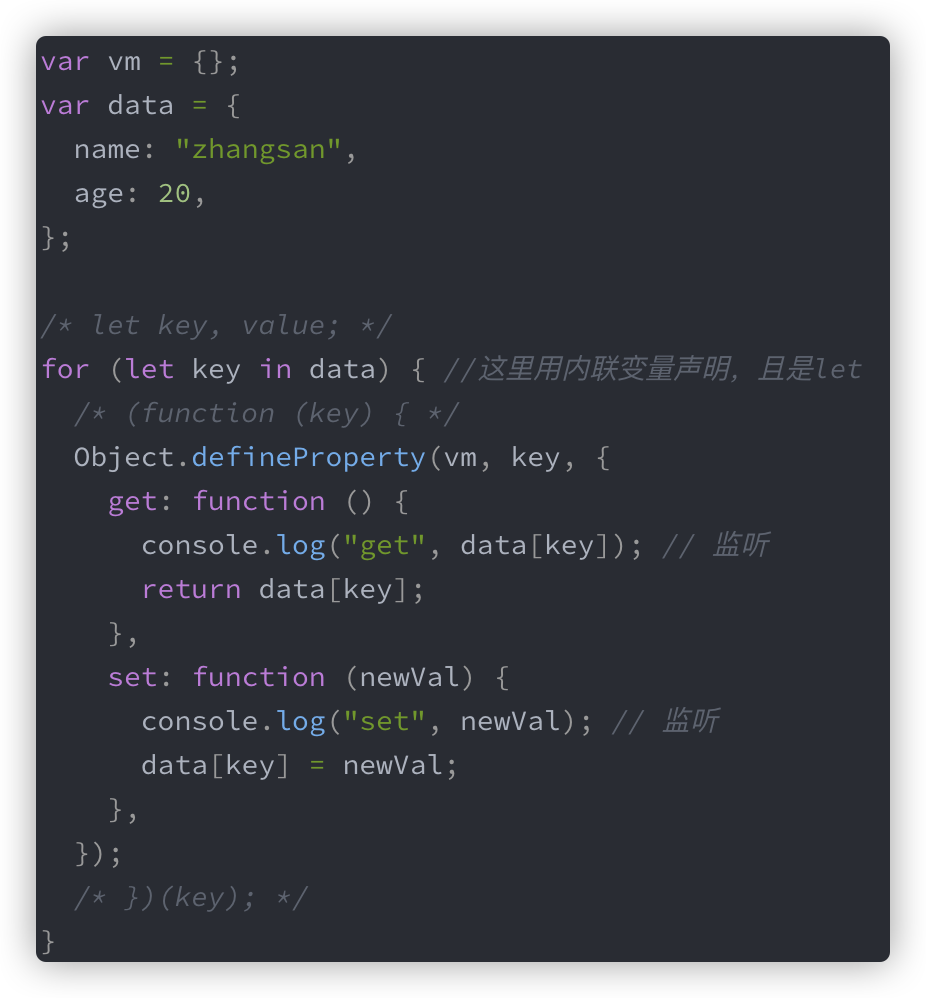 var vm = {};
var data = {
  name: "zhangsan",
  age: 20,
};

/* let key, value; */
for (let key in data) { //这里用内联变量声明，且是let
  /* (function (key) { */
  Object.defineProperty(vm, key, {
    get: function () {
      console.log("get", data[key]); // 监听
      return data[key];
    },
    set: function (newVal) {
      console.log("set", newVal); // 监听
      data[key] = newVal;
    },
  });
  /* })(key); */
}